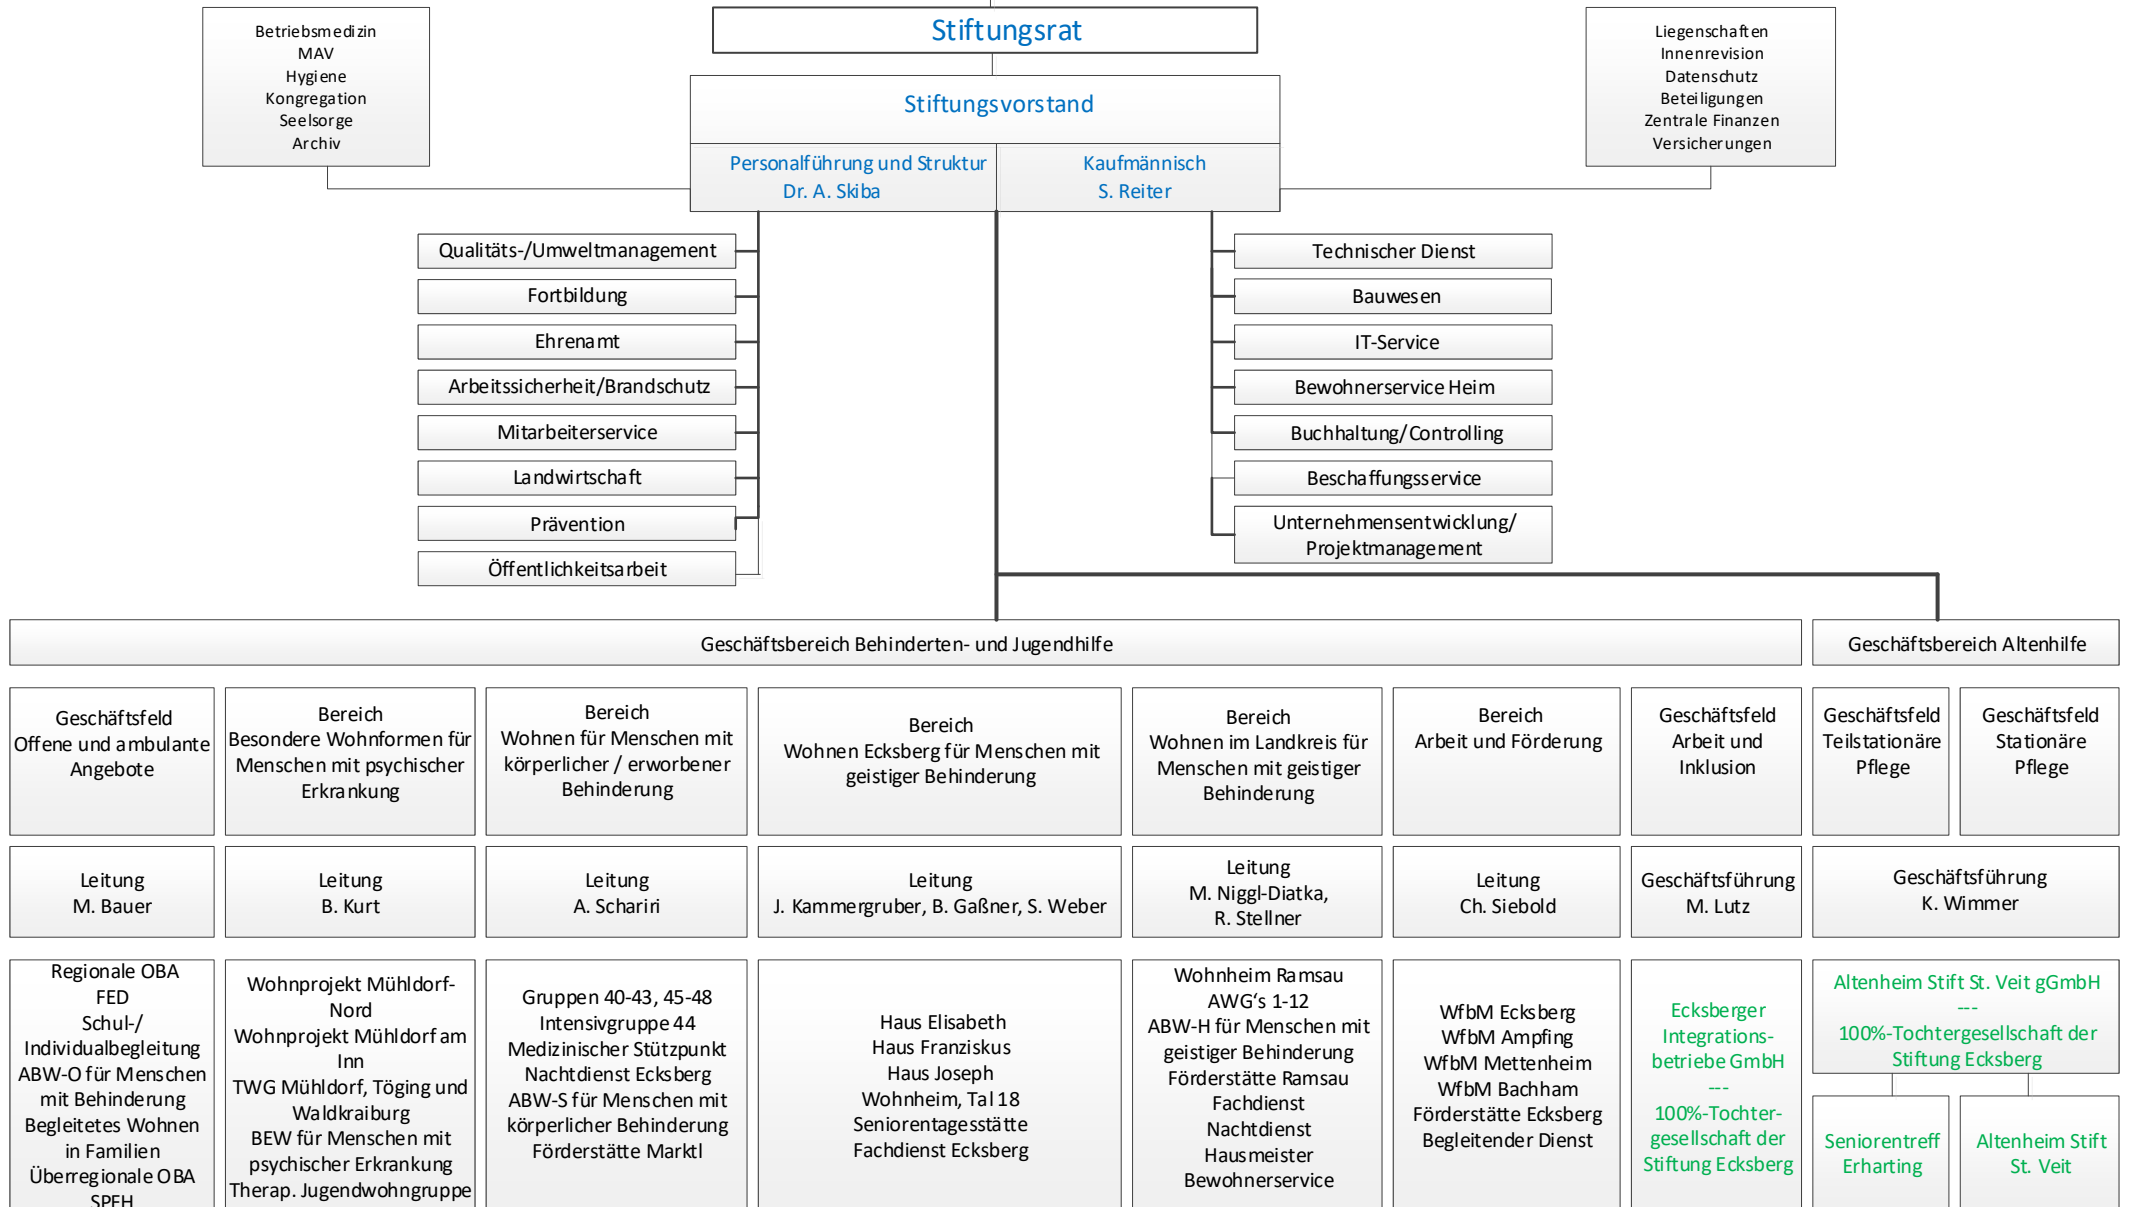 Betriebsmedizin
MAV
Hygiene
Kongregation
Seelsorge
Archiv
Stiftungsrat
Liegenschaften
Innenrevision
Datenschutz
Beteiligungen
Zentrale Finanzen
Versicherungen
Stiftungsvorstand
Personalführung und Struktur
Dr. A. Skiba
Kaufmännisch
S. Reiter
Qualitäts-/Umweltmanagement
Fortbildung
Ehrenamt
Arbeitssicherheit/Brandschutz
Mitarbeiterservice
Landwirtschaft
Prävention
Öffentlichkeitsarbeit
Technischer Dienst
Bauwesen
IT-Service
Bewohnerservice Heim
Buchhaltung/Controlling
Beschaffungsservice
Unternehmensentwicklung/
Projektmanagement
Geschäftsbereich Behinderten- und Jugendhilfe
Geschäftsbereich Altenhilfe
Geschäftsfeld
Offene und ambulante
Angebote
Bereich
Besondere Wohnformen für
Menschen mit psychischer
Erkrankung
Bereich
Wohnen für Menschen mit
körperlicher / erworbener
Behinderung
Bereich
Wohnen Ecksberg für Menschen mit
geistiger Behinderung
Bereich
Wohnen im Landkreis für
Menschen mit geistiger
Behinderung
Bereich
Arbeit und Förderung
Geschäftsfeld
Arbeit und
Inklusion
Geschäftsfeld
Teilstationäre
Pflege
Geschäftsfeld
Stationäre
Pflege
Leitung
M. Bauer
Leitung
B. Kurt
Leitung
A. Schariri
Leitung
J. Kammergruber, B. Gaßner, S. Weber
Leitung
M. Niggl-Diatka,
R. Stellner
Leitung
Ch. Siebold
Geschäftsführung
M. Lutz
Geschäftsführung
K. Wimmer
Regionale OBA
FED
Schul-/
Individualbegleitung
ABW-O für Menschen
mit Behinderung
Begleitetes Wohnen
in Familien
Überregionale OBA
SPFH
Wohnprojekt Mühldorf-
Nord
Wohnprojekt Mühldorf am
Inn
TWG Mühldorf, Töging und
Waldkraiburg
BEW für Menschen mit
psychischer Erkrankung
Therap. Jugendwohngruppe
Gruppen 40-43, 45-48
Intensivgruppe 44
Medizinischer Stützpunkt
Nachtdienst Ecksberg
ABW-S für Menschen mit
körperlicher Behinderung
Förderstätte Marktl
Haus Elisabeth
Haus Franziskus
Haus Joseph
Wohnheim, Tal 18
Seniorentagesstätte
Fachdienst Ecksberg
Wohnheim Ramsau
AWG‘s 1-12
ABW-H für Menschen mit
geistiger Behinderung
Förderstätte Ramsau
Fachdienst
Nachtdienst
Hausmeister
Bewohnerservice
WfbM Ecksberg
WfbM Ampfing
WfbM Mettenheim
WfbM Bachham
Förderstätte Ecksberg
Begleitender Dienst
Ecksberger
Integrations-
betriebe GmbH
---
100%-Tochter-
gesellschaft der
Stiftung Ecksberg
Altenheim Stift St. Veit gGmbH
---
100%-Tochtergesellschaft der
Stiftung Ecksberg
Seniorentreff
Erharting
Altenheim Stift
St. Veit